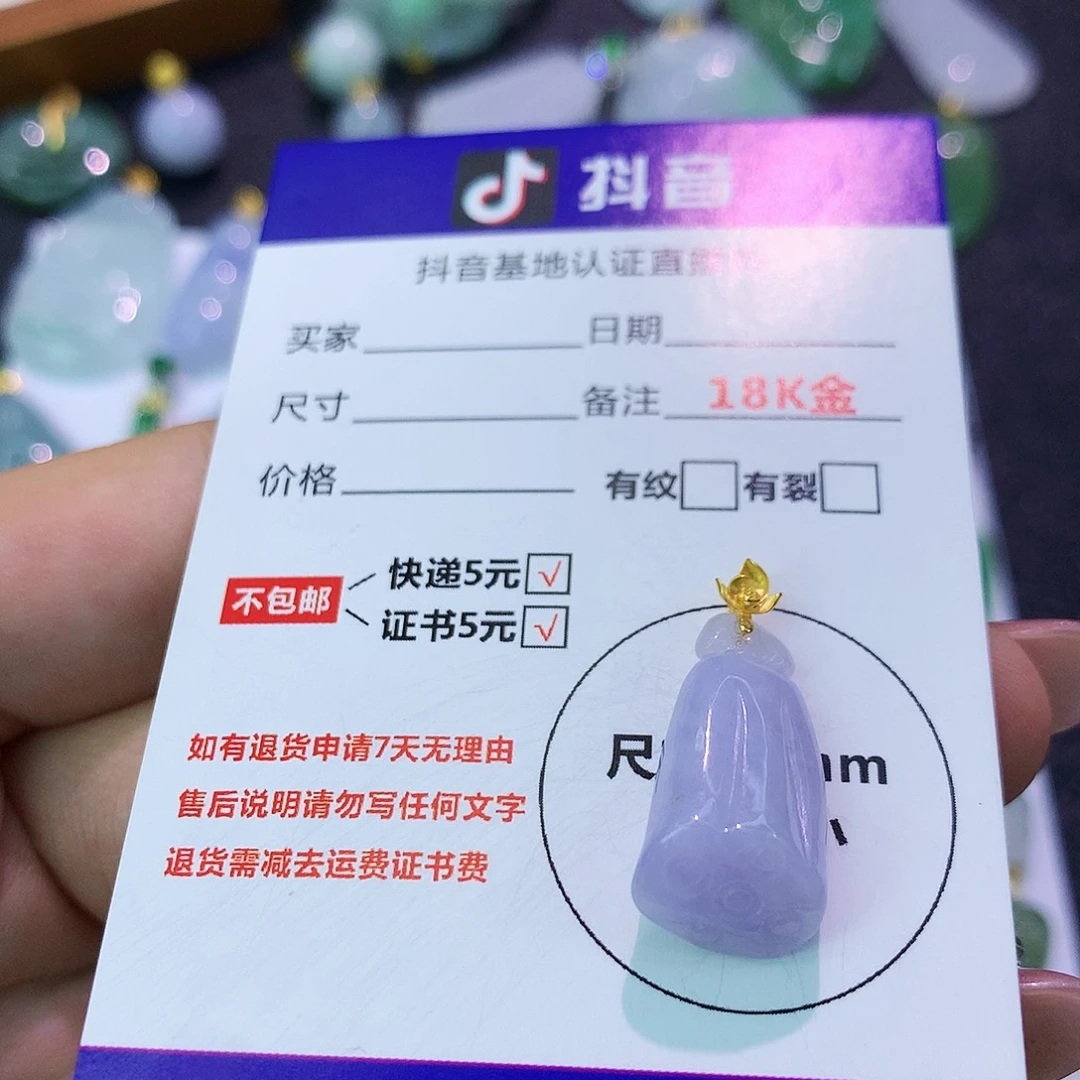 抖音
抖音基地认证直播
买家 日期
尺寸 备注 18K金
价格 有纹 有裂
不包邮
快递5元 √
证书5元 √
如有退货申请7天无理由
售后说明请勿写任何文字
退货需减去运费证书费
尺 mm